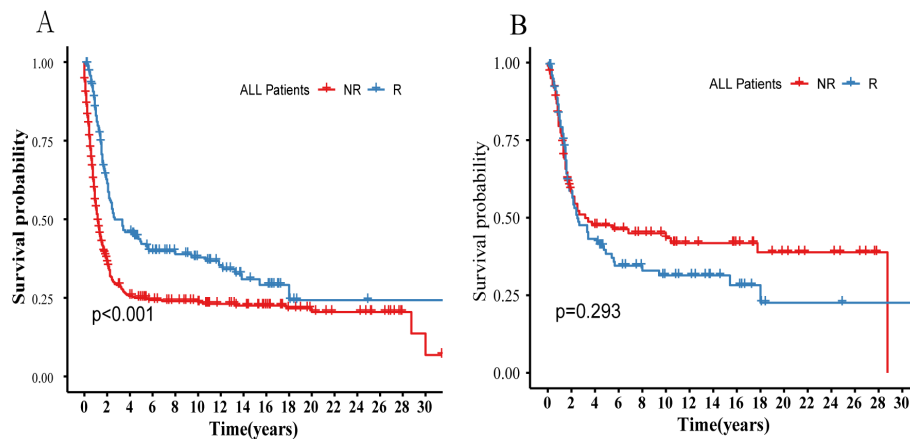 A
Survival probability
1.00
0.75
0.50
0.25
0.00
ALL Patients NR R
p<0.001
0 2 4 6 8 10 12 14 16 18 20 22 24 26 28 30
Time(years)
B
Survival probability
1.00
0.75
0.50
0.25
0.00
ALL Patients NR R
p=0.293
0 2 4 6 8 10 12 14 16 18 20 22 24 26 28 30
Time(years)